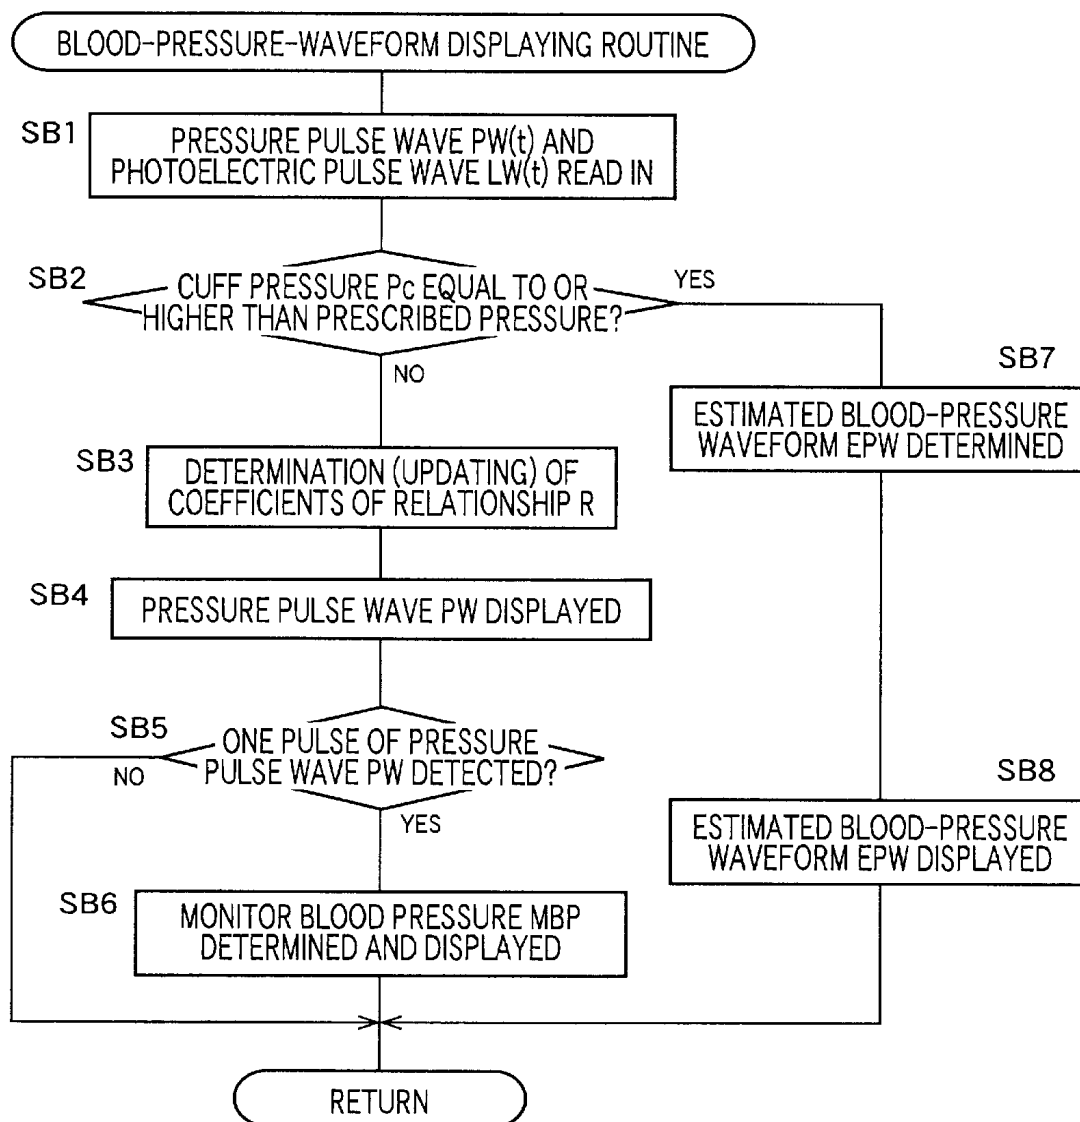 BLOOD-PRESSURE-WAVEFORM DISPLAYING ROUTINE
SB1
PRESSURE PULSE WAVE PW(t) AND
PHOTOELECTRIC PULSE WAVE LW(t) READ IN
SB2
CUFF PRESSURE Pc EQUAL TO OR
HIGHER THAN PRESCRIBED PRESSURE?
YES
NO
SB7
ESTIMATED BLOOD-PRESSURE
WAVEFORM EPW DETERMINED
SB3
DETERMINATION (UPDATING) OF
COEFFICIENTS OF RELATIONSHIP R
SB4
PRESSURE PULSE WAVE PW DISPLAYED
SB5
ONE PULSE OF PRESSURE
PULSE WAVE PW DETECTED?
NO
YES
SB8
ESTIMATED BLOOD-PRESSURE
WAVEFORM EPW DISPLAYED
SB6
MONITOR BLOOD PRESSURE MBP
DETERMINED AND DISPLAYED
RETURN